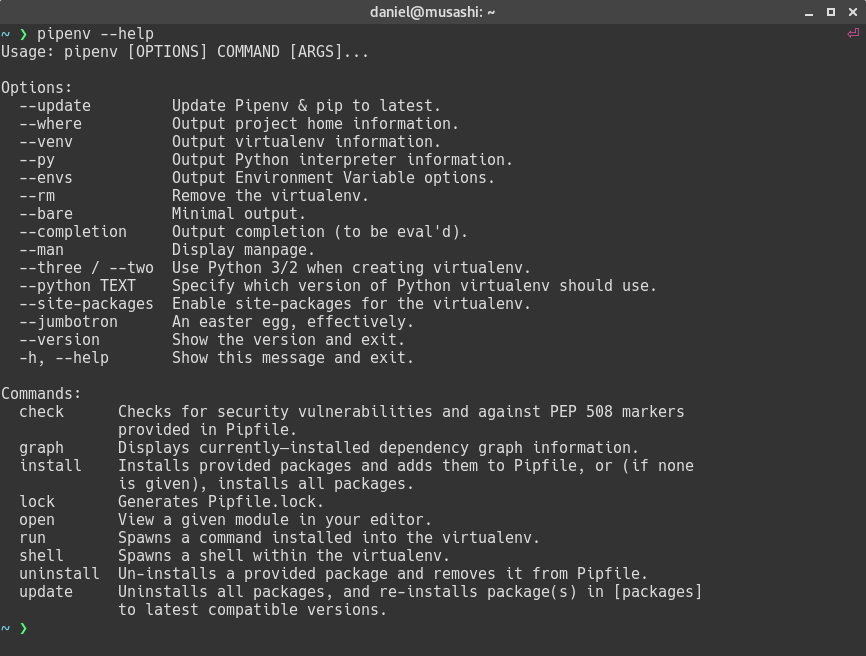 daniel@musashi: ~
~ ❯ pipenv --help
Usage: pipenv [OPTIONS] COMMAND [ARGS]...

Options:
  --update         Update Pipenv & pip to latest.
  --where          Output project home information.
  --venv           Output virtualenv information.
  --py             Output Python interpreter information.
  --envs           Output Environment Variable options.
  --rm             Remove the virtualenv.
  --bare           Minimal output.
  --completion     Output completion (to be eval'd).
  --man            Display manpage.
  --three / --two  Use Python 3/2 when creating virtualenv.
  --python TEXT    Specify which version of Python virtualenv should use.
  --site-packages  Enable site-packages for the virtualenv.
  --jumbotron      An easter egg, effectively.
  --version        Show the version and exit.
  -h, --help       Show this message and exit.

Commands:
  check      Checks for security vulnerabilities and against PEP 508 markers
             provided in Pipfile.
  graph      Displays currently–installed dependency graph information.
  install    Installs provided packages and adds them to Pipfile, or (if none
             is given), installs all packages.
  lock       Generates Pipfile.lock.
  open       View a given module in your editor.
  run        Spawns a command installed into the virtualenv.
  shell      Spawns a shell within the virtualenv.
  uninstall  Un-installs a provided package and removes it from Pipfile.
  update     Uninstalls all packages, and re-installs package(s) in [packages]
             to latest compatible versions.
~ ❯